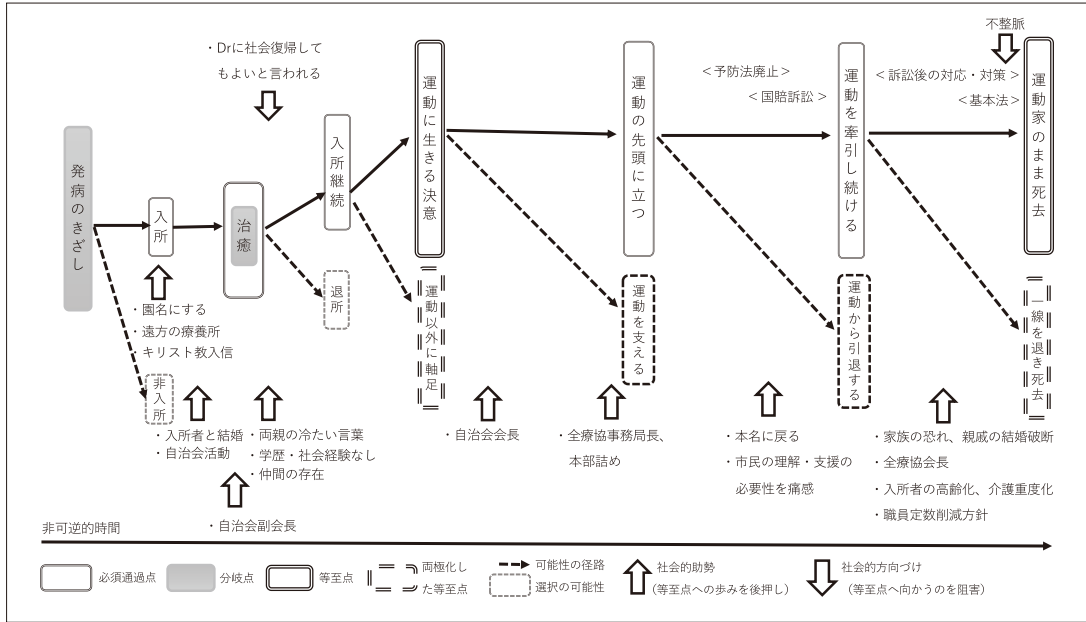 不整脈
・Drに社会復帰して
もよいと言われる
＜予防法廃止＞
＜国賠訴訟＞
＜訴訟後の対応・対策＞
＜基本法＞
発病のきざし
入所
治癒
入所継続
運動に生きる決意
運動の先頭に立つ
運動を牽引し続ける
運動家のまま死去
非入所
退所
運動以外に軸足
運動を支える
運動から引退する
一線を退き死去
・園名にする
・遠方の療養所
・キリスト教入信
・入所者と結婚
・自治会活動
・両親の冷たい言葉
・学歴・社会経験なし
・仲間の存在
・自治会副会長
・自治会会長
・全療協事務局長、
本部詰め
・本名に戻る
・市民の理解・支援の
必要性を痛感
・家族の恐れ、親戚の結婚破断
・全療協会長
・入所者の高齢化、介護重度化
・職員定数削減方針
非可逆的時間
必須通過点
分岐点
等至点
両極化し
た等至点
可能性の径路
選択の可能性
社会的助勢
(等至点への歩みを後押し)
社会的方向づけ
(等至点へ向かうのを阻害)